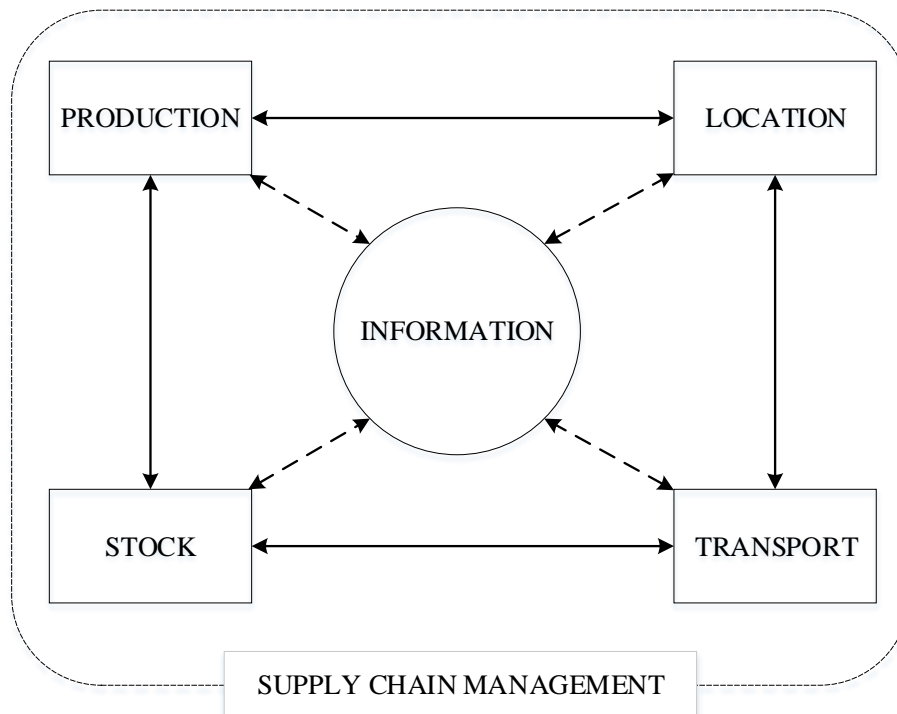 PRODUCTION
LOCATION
INFORMATION
STOCK
TRANSPORT
SUPPLY CHAIN MANAGEMENT